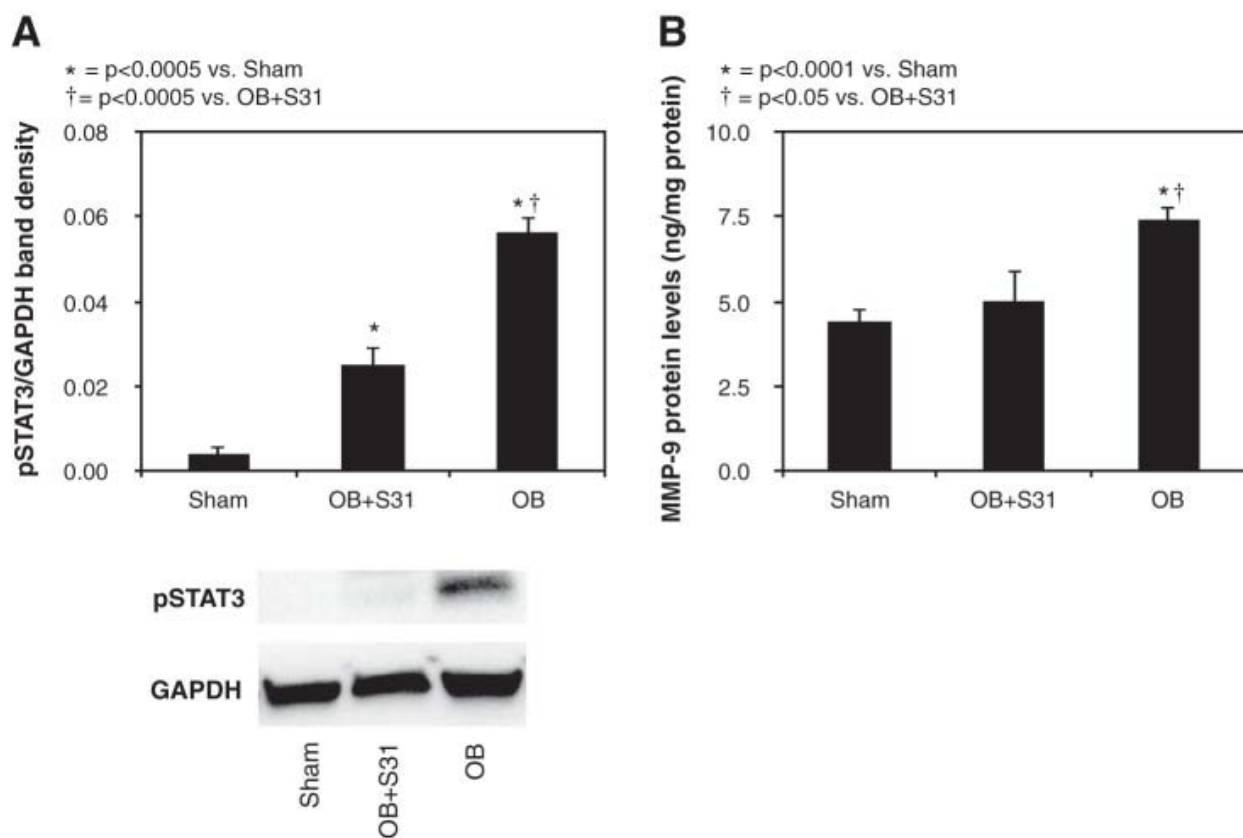 A
* = p<0.0005 vs. Sham
† = p<0.0005 vs. OB+S31
pSTAT3/GAPDH band density
0.08
0.06
0.04
0.02
0.00
*
* †
Sham
OB+S31
OB
pSTAT3
GAPDH
Sham
OB+S31
OB
B
* = p<0.0001 vs. Sham
† = p<0.05 vs. OB+S31
MMP-9 protein levels (ng/mg protein)
10.0
7.5
5.0
2.5
0.0
* †
Sham
OB+S31
OB